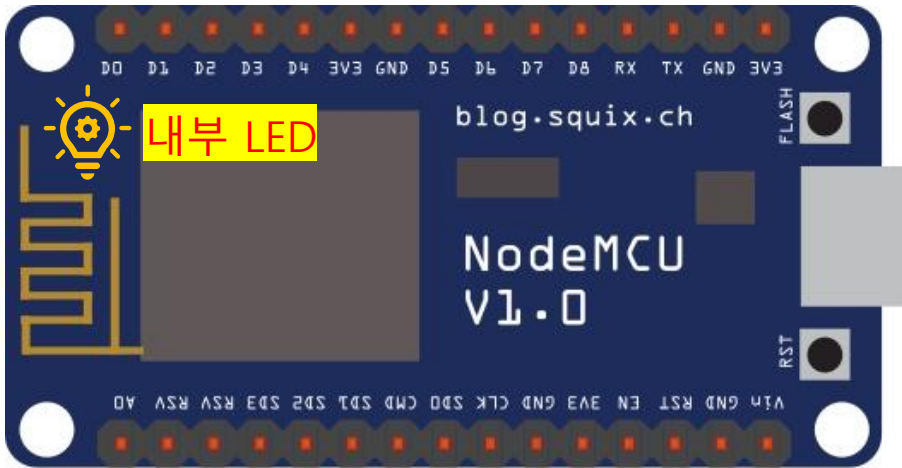 D0 D1 D2 D3 D4 3V3 GND D5 D6 D7 D8 RX TX GND 3V3
내부 LED
blog.squix.ch
FLASH
NodeMCU
V1.0
RST
A0 RSV RSV SD3 SD2 SD1 CMD SD0 CLK GND 3V3 EN RST GND Vin